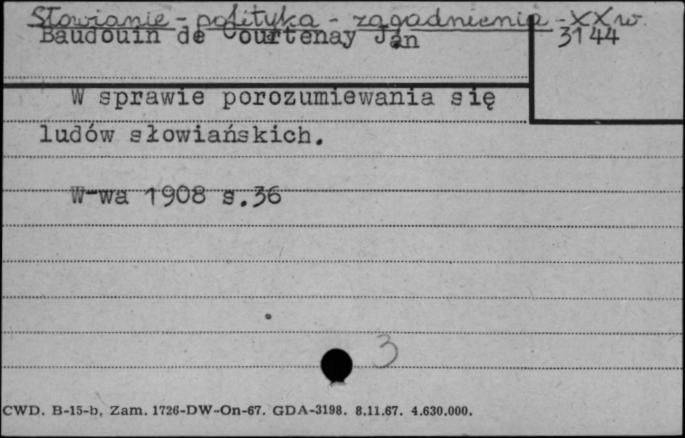 Słowianie - polityka - zagadnienia - XX w.
Baudouin de Courtenay Jan
3144
W sprawie porozumiewania się
ludów słowiańskich.
W-wa 1908 s.36
3
CWD. B-15-b, Zam. 1726-DW-On-67. GDA-3198. 8.11.67. 4.630.000.